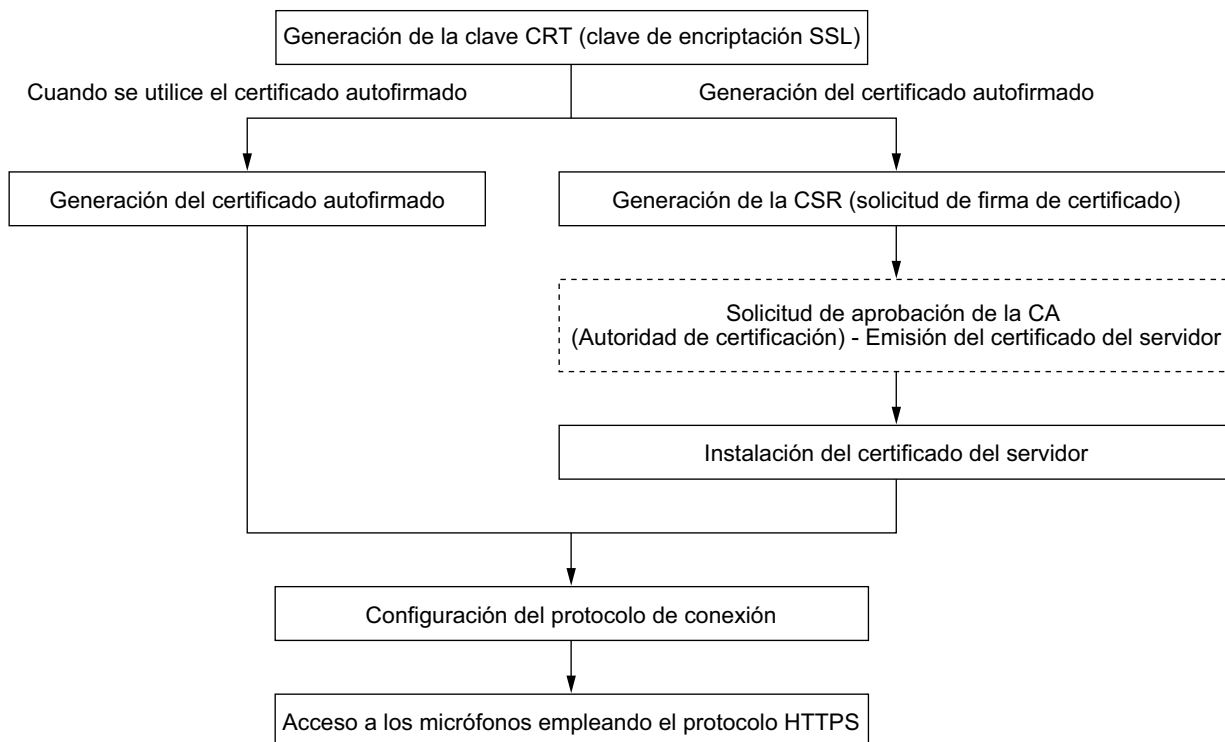 Generación de la clave CRT (clave de encriptación SSL)
Cuando se utilice el certificado autofirmado
Generación del certificado autofirmado
Generación del certificado autofirmado
Generación de la CSR (solicitud de firma de certificado)
Solicitud de aprobación de la CA
(Autoridad de certificación) - Emisión del certificado del servidor
Instalación del certificado del servidor
Configuración del protocolo de conexión
Acceso a los micrófonos empleando el protocolo HTTPS